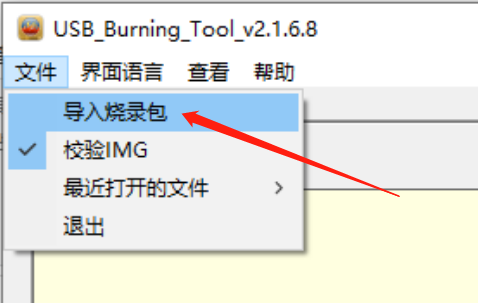 USB_Burning_Tool_v2.1.6.8
文件 界面语言 查看 帮助
导入烧录包
校验IMG
最近打开的文件
退出